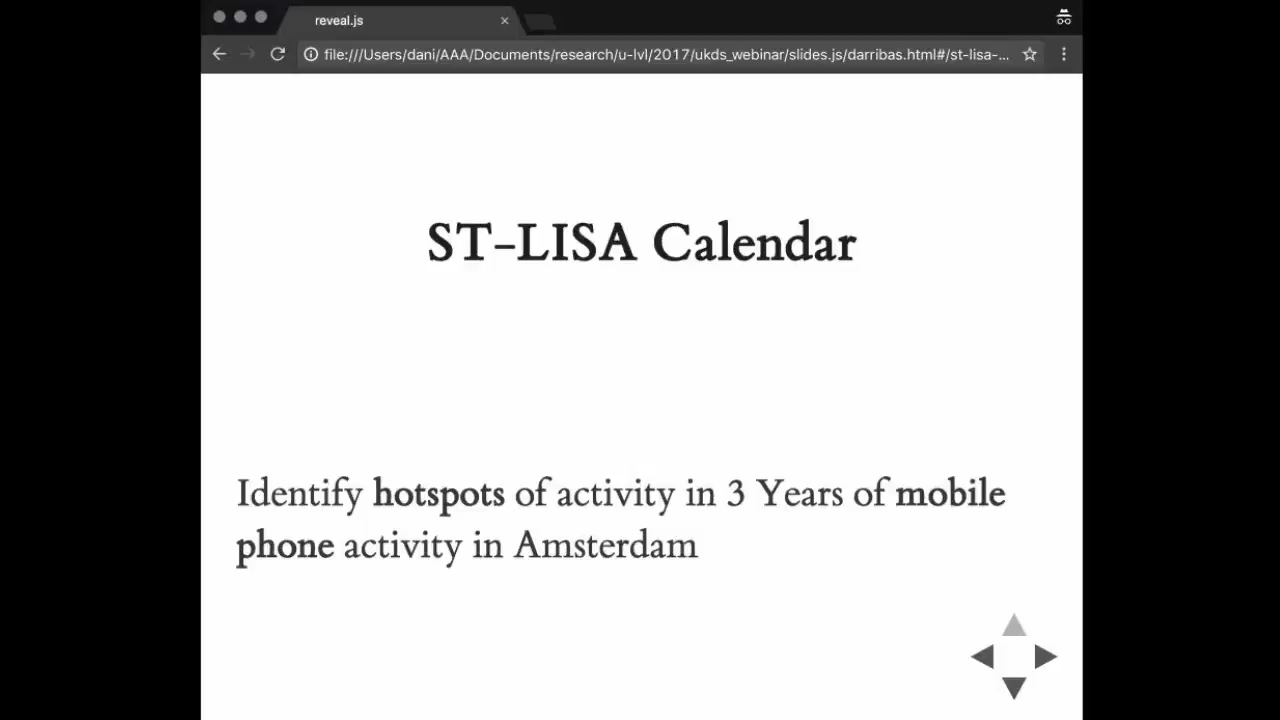 reveal.js
file:///Users/dani/AAA/Documents/research/u-lvl/2017/ukds_webinar/slides.js/darribas.html#/st-lisa-...
ST-LISA Calendar
Identify hotspots of activity in 3 Years of mobile
phone activity in Amsterdam